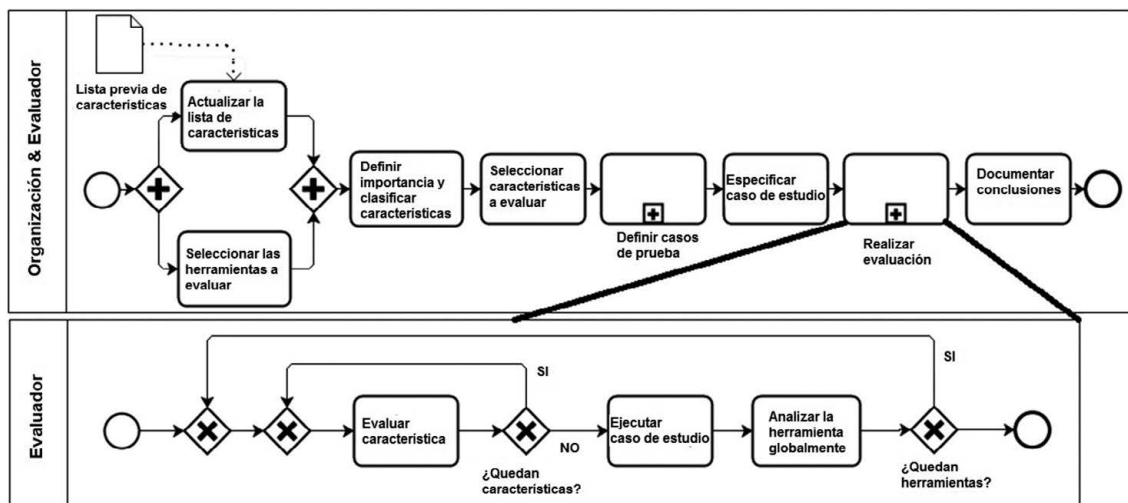 Organización & Evaluador
Lista previa de
características
Actualizar la
lista de
características
Seleccionar las
herramientas a
evaluar
Definir
importancia y
clasificar
características
Seleccionar
características
a evaluar
Definir casos
de prueba
Especificar
caso de estudio
Realizar
evaluación
Documentar
conclusiones
Evaluador
Evaluar
característica
SI
NO
¿Quedan
características?
Ejecutar
caso de estudio
Analizar la
herramienta
globalmente
SI
¿Quedan
herramientas?